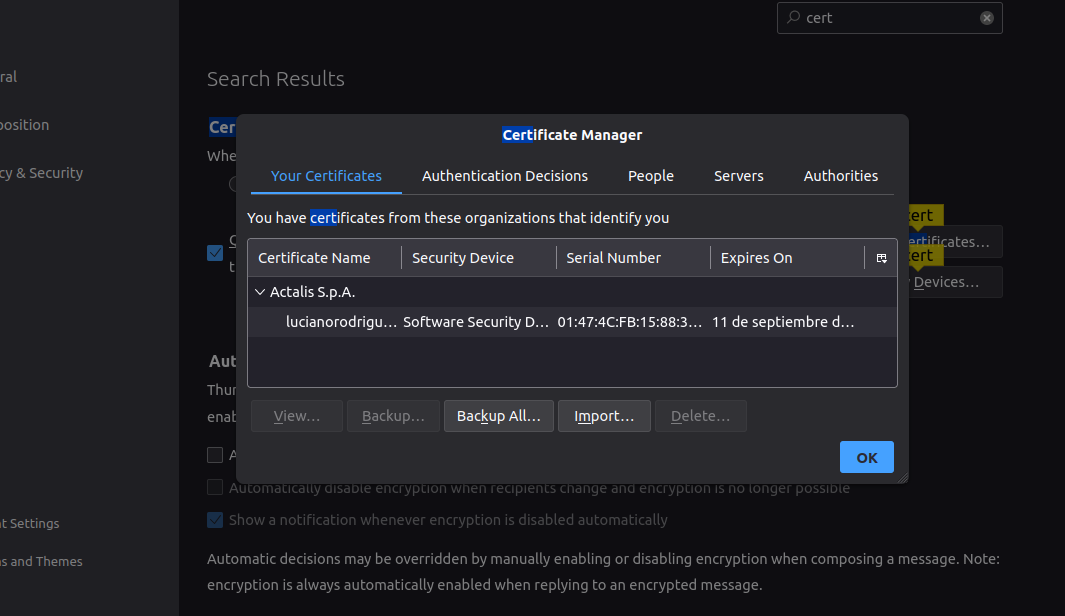 cert
ral
Search Results
position
Cer
Certificate Manager
Whe
cy & Security
Your Certificates Authentication Decisions People Servers Authorities
You have certificates from these organizations that identify you
cert
ertificates…
Certificate Name Security Device Serial Number Expires On
cert
Devices…
Actalis S.p.A.
lucianorodrigu… Software Security D… 01:47:4C:FB:15:88:3… 11 de septiembre d…
Aut
Thun
enab
View… Backup… Backup All… Import… Delete…
A
OK
Automatically disable encryption when recipients change and encryption is no longer possible
Show a notification whenever encryption is disabled automatically
nt Settings
Automatic decisions may be overridden by manually enabling or disabling encryption when composing a message. Note:
ns and Themes
encryption is always automatically enabled when replying to an encrypted message.